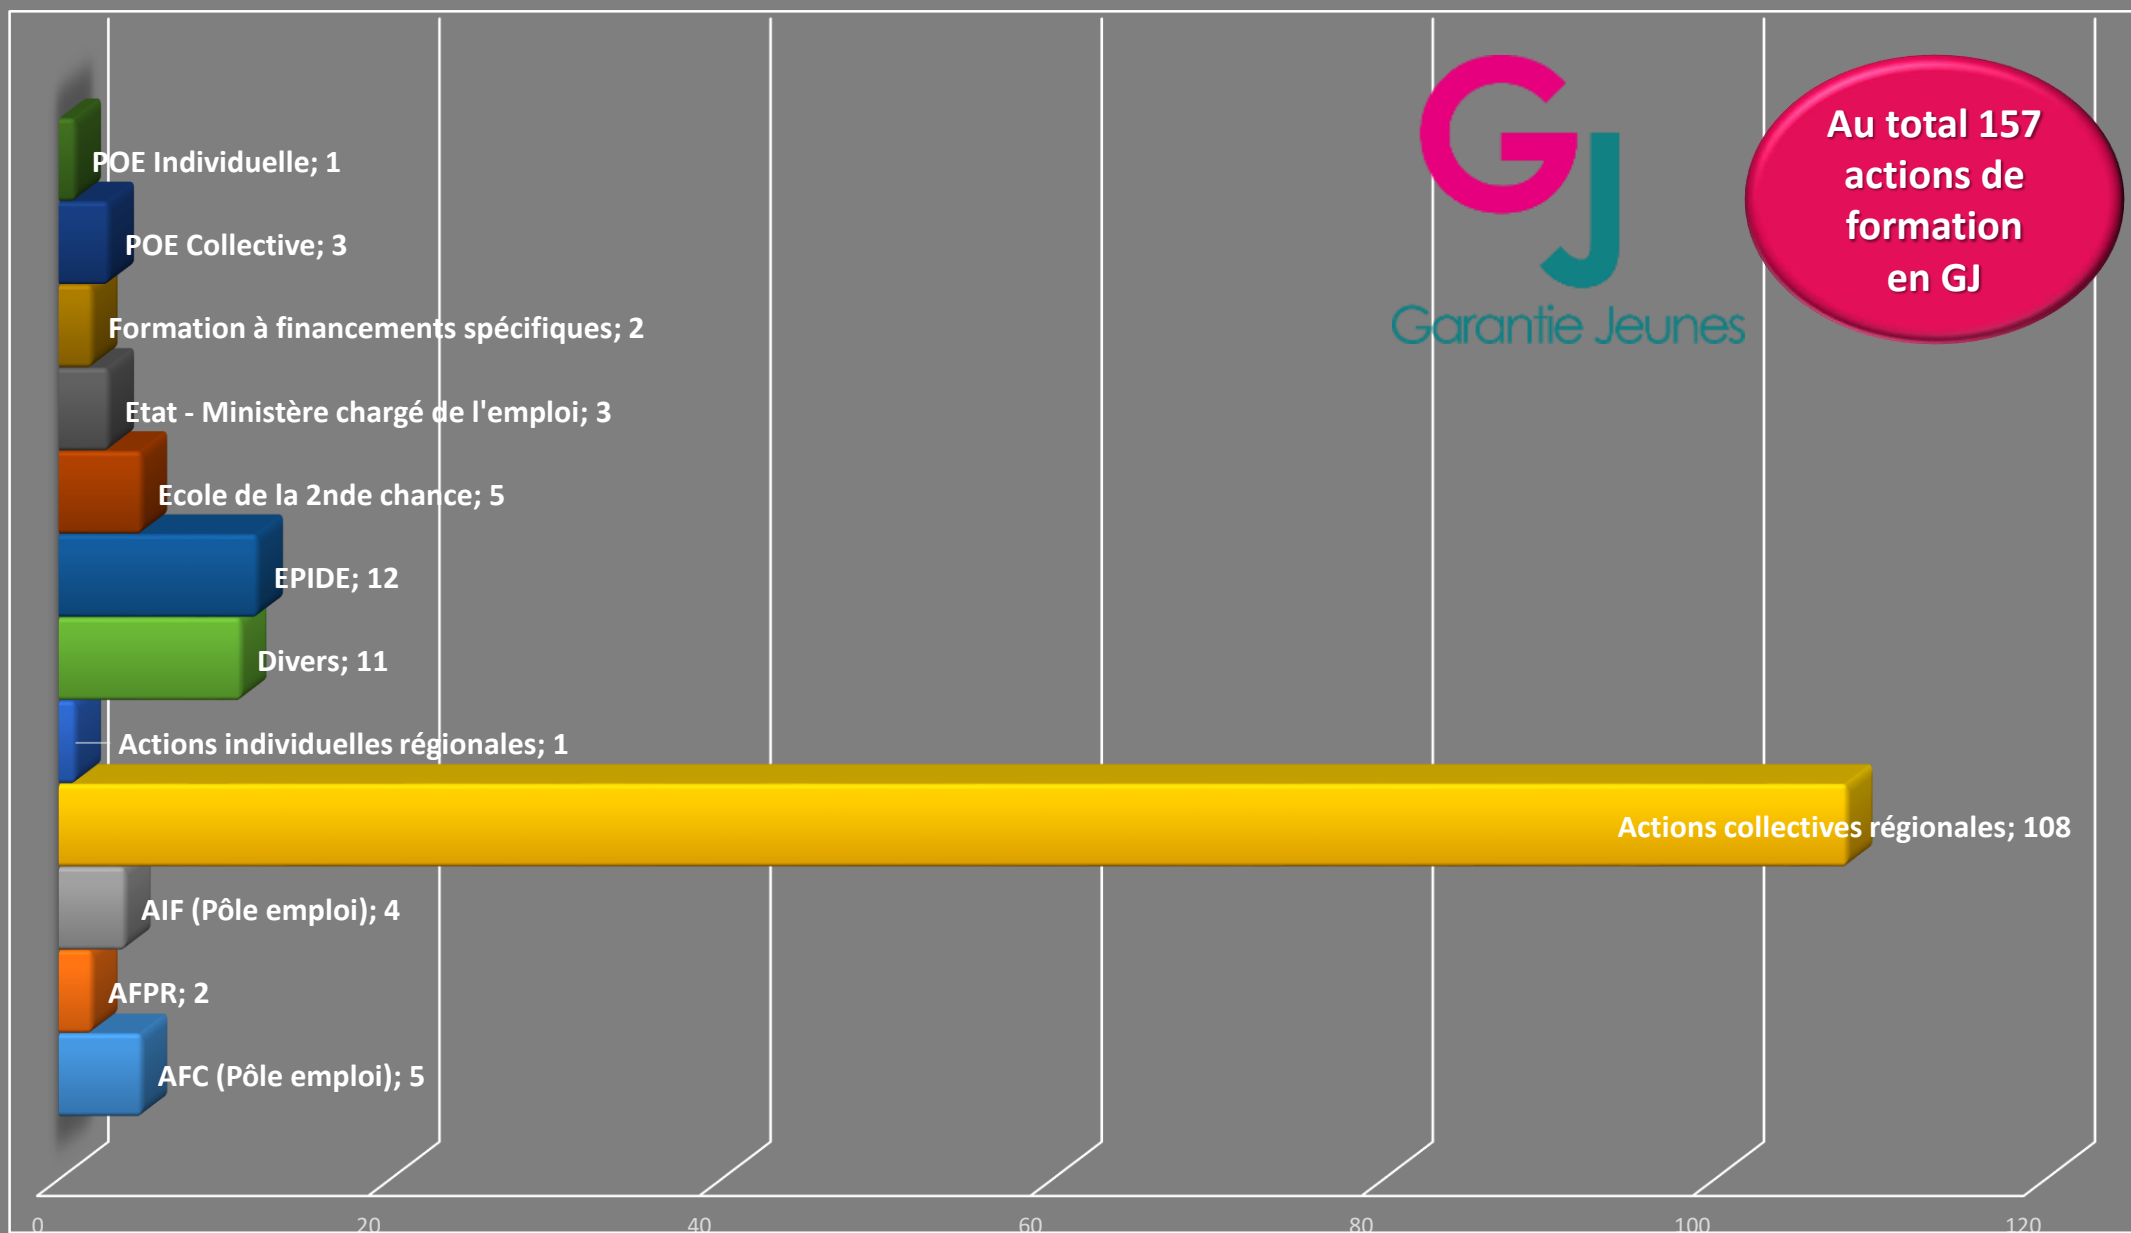 GJ
Garantie Jeunes
Au total 157
actions de
formation
en GJ
POE Individuelle; 1
POE Collective; 3
Formation à financements spécifiques; 2
Etat - Ministère chargé de l'emploi; 3
Ecole de la 2nde chance; 5
EPIDE; 12
Divers; 11
Actions individuelles régionales; 1
Actions collectives régionales; 108
AIF (Pôle emploi); 4
AFPR; 2
AFC (Pôle emploi); 5
0 20 40 60 80 100 120